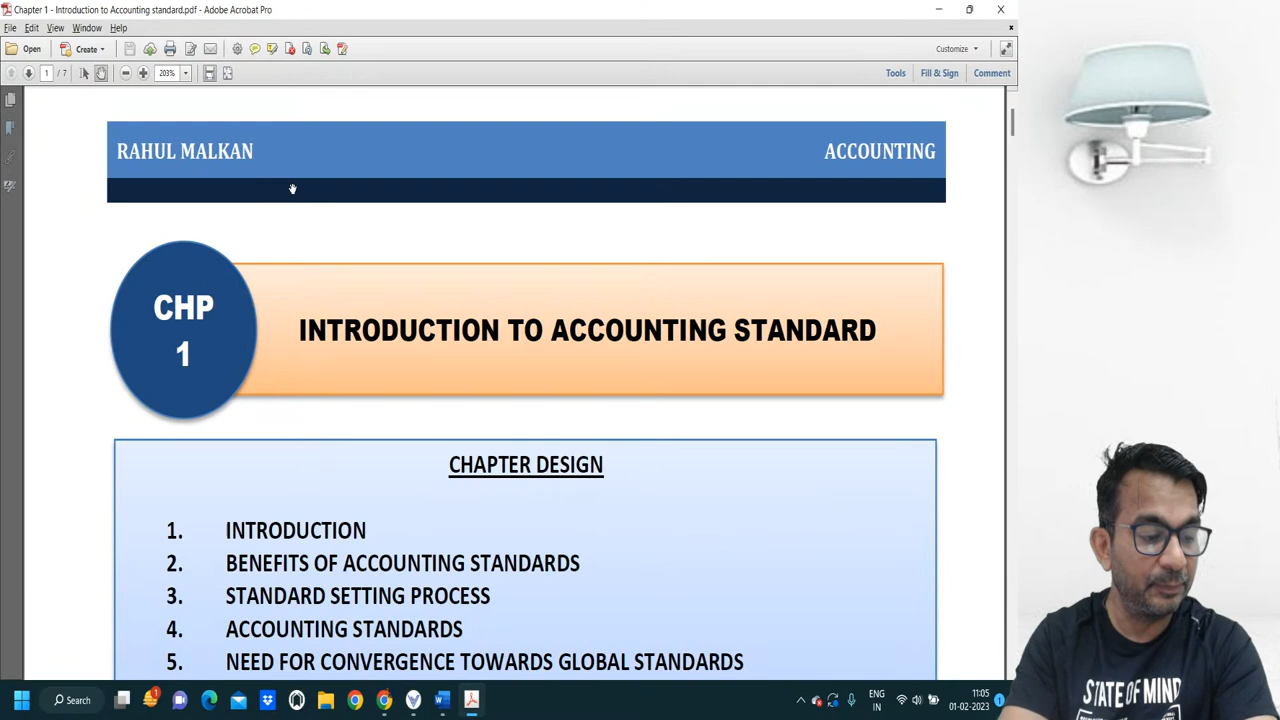 Chapter 1 - Introduction to Accounting standard.pdf - Adobe Acrobat Pro
File Edit View Window Help
Open Create Customize
1 / 7 203% Tools Fill & Sign Comment
RAHUL MALKAN ACCOUNTING
CHP
1
INTRODUCTION TO ACCOUNTING STANDARD
CHAPTER DESIGN
1. INTRODUCTION
2. BENEFITS OF ACCOUNTING STANDARDS
3. STANDARD SETTING PROCESS
4. ACCOUNTING STANDARDS
5. NEED FOR CONVERGENCE TOWARDS GLOBAL STANDARDS
STATE OF MIND
Search
ENG
IN
11:05
01-02-2023